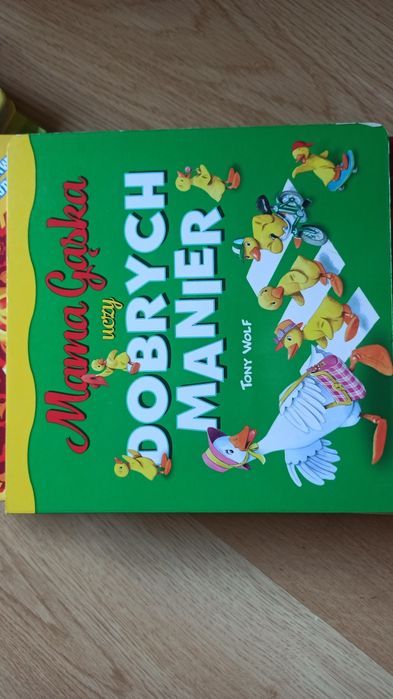 Mama Gąska
uczy
DOBRYCH
MANIER
TONY WOLF